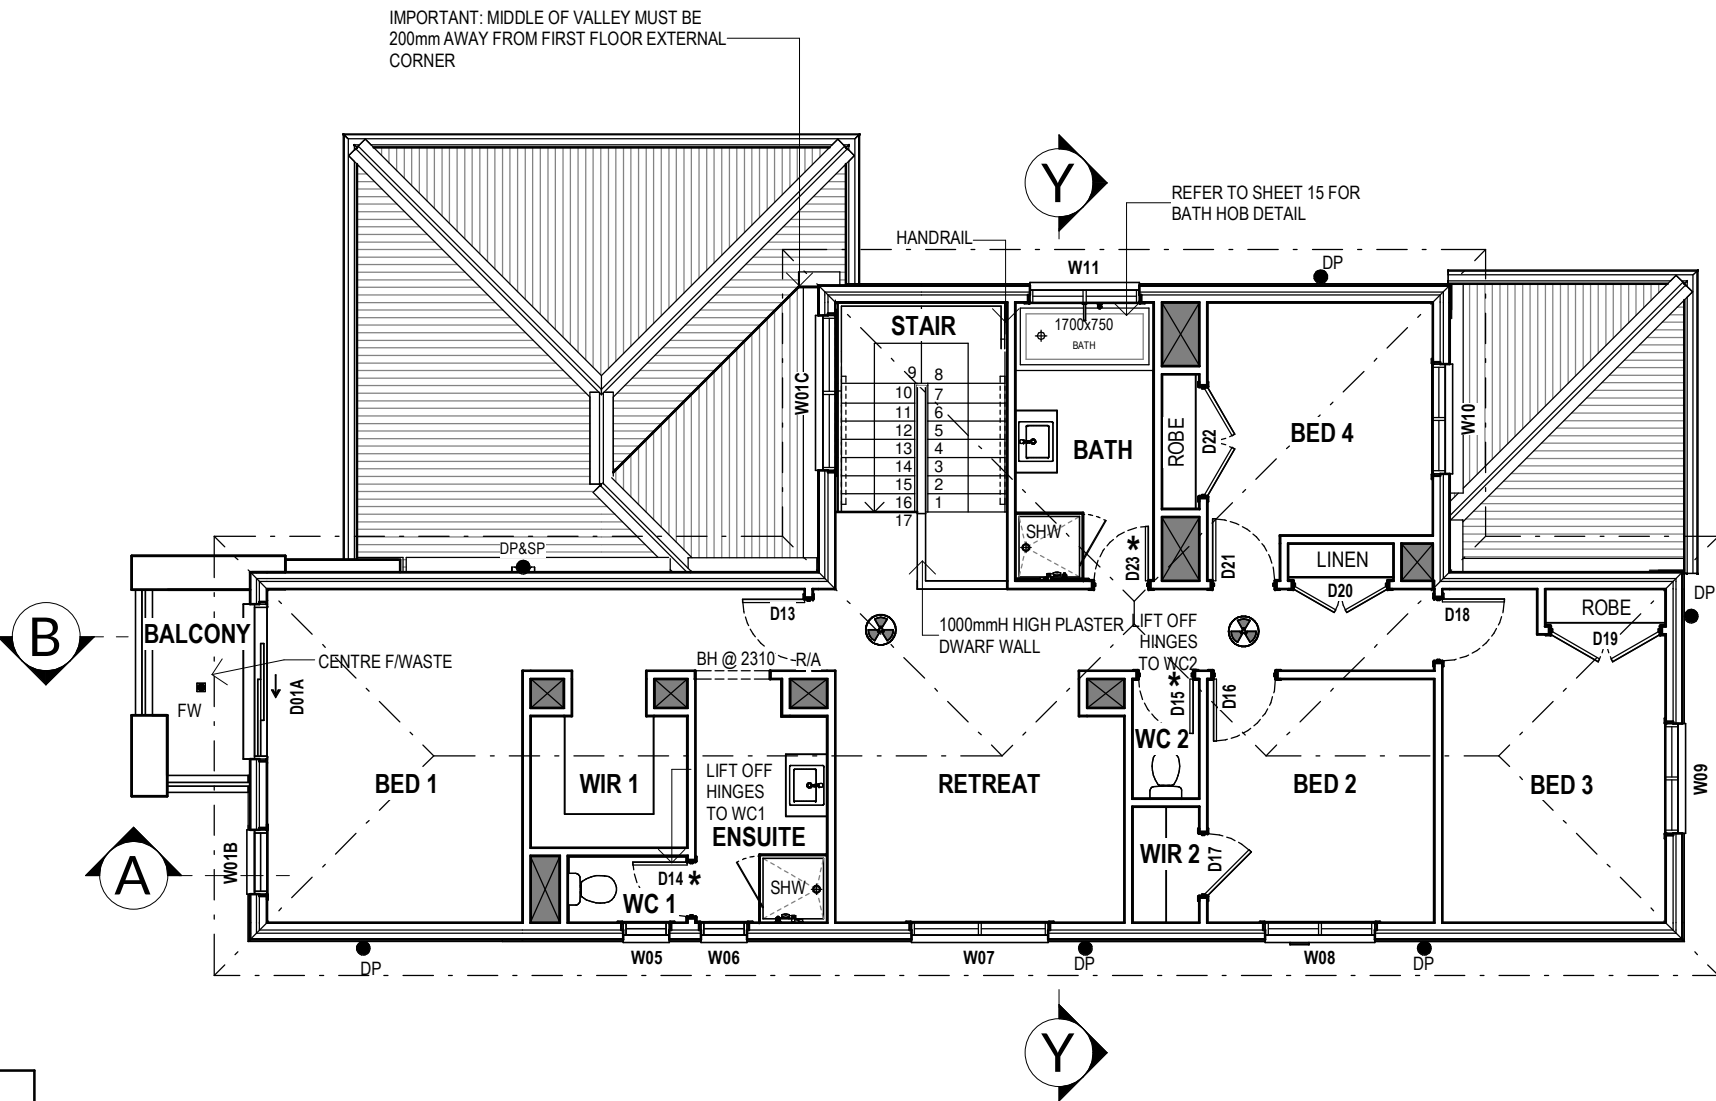 IMPORTANT: MIDDLE OF VALLEY MUST BE
200mm AWAY FROM FIRST FLOOR EXTERNAL
CORNER
Y
REFER TO SHEET 15 FOR
BATH HOB DETAIL
HANDRAIL
W11
DP
STAIR
1700x750
BATH
W01C
9 8
10 7
11 6
12 5
13 4
14 3
15 2
16 1
17
BATH
ROBE
D22
BED 4
W10
SHW
D23 *
D21
LINEN
D20
DP&SP
B
BALCONY
CENTRE F/WASTE
FW
D01A
D13
1000mmH HIGH PLASTER
DWARF WALL
LIFT OFF
HINGES
TO WC2
D18
ROBE
D19
DP
BH @ 2310
R/A
D15 *
D16
WC 2
BED 1
WIR 1
LIFT OFF
HINGES
TO WC1
ENSUITE
RETREAT
BED 2
BED 3
W09
A
W01B
D14 *
WC 1
SHW
WIR 2
D17
DP
W05
W06
W07
DP
W08
DP
Y